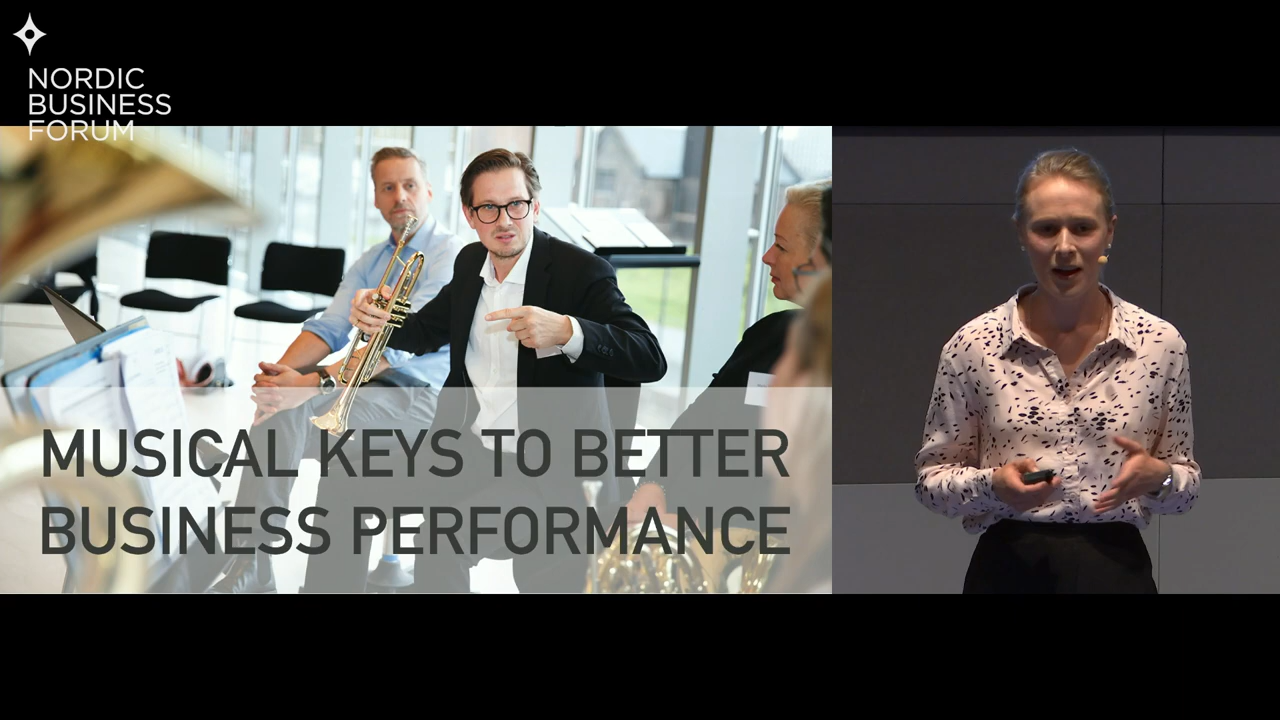 NORDIC
BUSINESS
FORUM
MUSICAL KEYS TO BETTER
BUSINESS PERFORMANCE